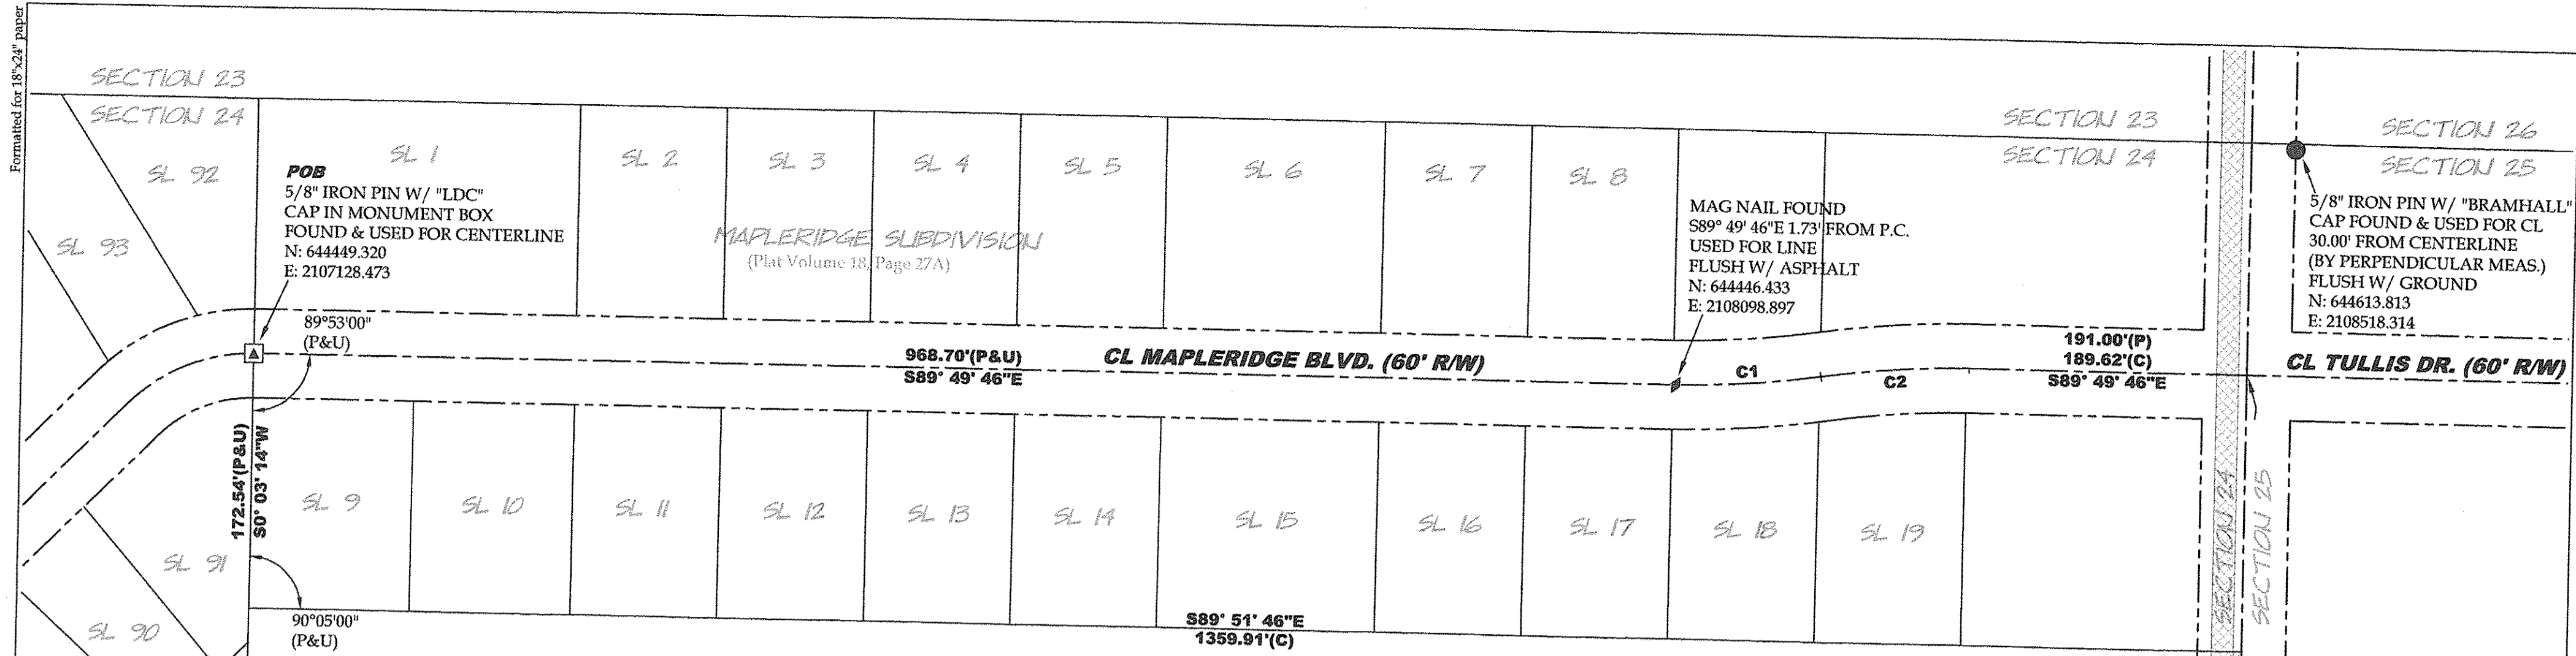 Formatted for 18"x24" paper
SECTION 23
SECTION 24
SL 92
SL 93
SL 1
SL 2
SL 3
SL 4
SL 5
SL 6
SL 7
SL 8
SECTION 23
SECTION 24
SECTION 26
SECTION 25
POB
5/8" IRON PIN W/ "LDC"
CAP IN MONUMENT BOX
FOUND & USED FOR CENTERLINE
N: 644449.320
E: 2107128.473
MAPLERIDGE SUBDIVISION
(Plat Volume 18, Page 27A)
MAG NAIL FOUND
S89° 49' 46"E 1.73' FROM P.C.
USED FOR LINE
FLUSH W/ ASPHALT
N: 644446.433
E: 2108098.897
5/8" IRON PIN W/ "BRAMHALL"
CAP FOUND & USED FOR CL
30.00' FROM CENTERLINE
(BY PERPENDICULAR MEAS.)
FLUSH W/ GROUND
N: 644613.813
E: 2108518.314
89°53'00"
(P&U)
968.70'(P&U)
S89° 49' 46"E
CL MAPLERIDGE BLVD. (60' R/W)
C1
C2
191.00'(P)
189.62'(C)
S89° 49' 46"E
CL TULLIS DR. (60' R/W)
172.54'(P&U)
S0° 03' 14"W
SL 9
SL 10
SL 11
SL 12
SL 13
SL 14
SL 15
SL 16
SL 17
SL 18
SL 19
SECTION 24
SECTION 25
SL 91
SL 90
90°05'00"
(P&U)
S89° 51' 46"E
1359.91'(C)